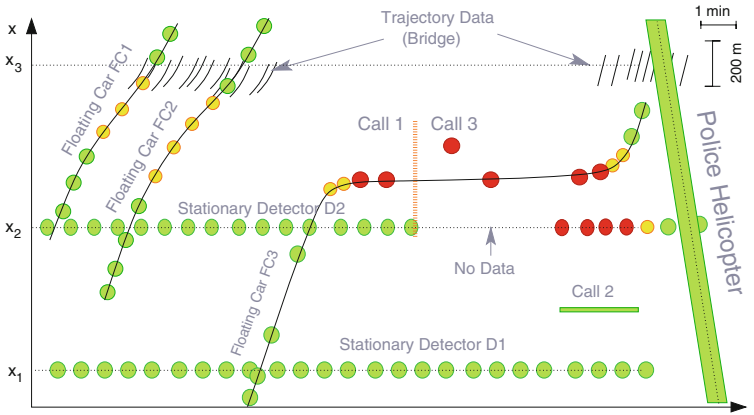 x
Trajectory Data
(Bridge)
1 min
200 m
x3
Floating Car FC1
Floating Car FC2
Call 1
Call 3
Police Helicopter
Stationary Detector D2
x2
No Data
Floating Car FC3
Call 2
Stationary Detector D1
x1